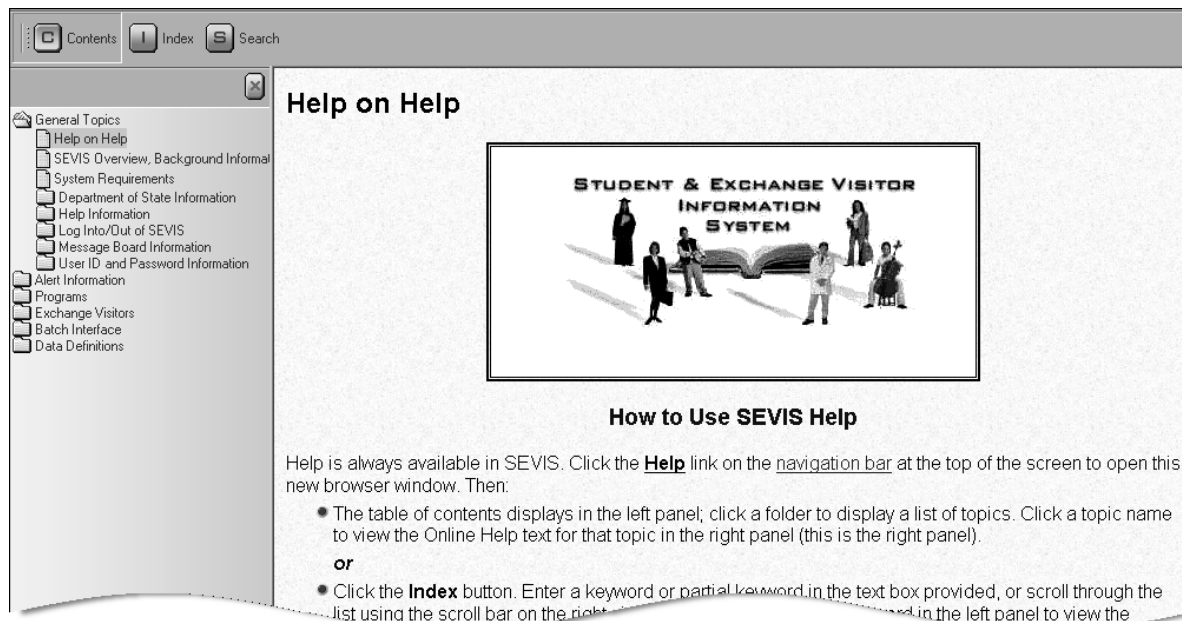 C Contents I Index S Search
General Topics
Help on Help
SEVIS Overview, Background Informat
System Requirements
Department of State Information
Help Information
Log Into/Out of SEVIS
Message Board Information
User ID and Password Information
Alert Information
Programs
Exchange Visitors
Batch Interface
Data Definitions
Help on Help
STUDENT & EXCHANGE VISITOR
INFORMATION
SYSTEM
How to Use SEVIS Help
Help is always available in SEVIS. Click the Help link on the navigation bar at the top of the screen to open this
new browser window. Then:
The table of contents displays in the left panel; click a folder to display a list of topics. Click a topic name
to view the Online Help text for that topic in the right panel (this is the right panel).
or
Click the Index button. Enter a keyword or partial keyword in the text box provided, or scroll through the
list using the scroll bar on the right in the left panel to view the